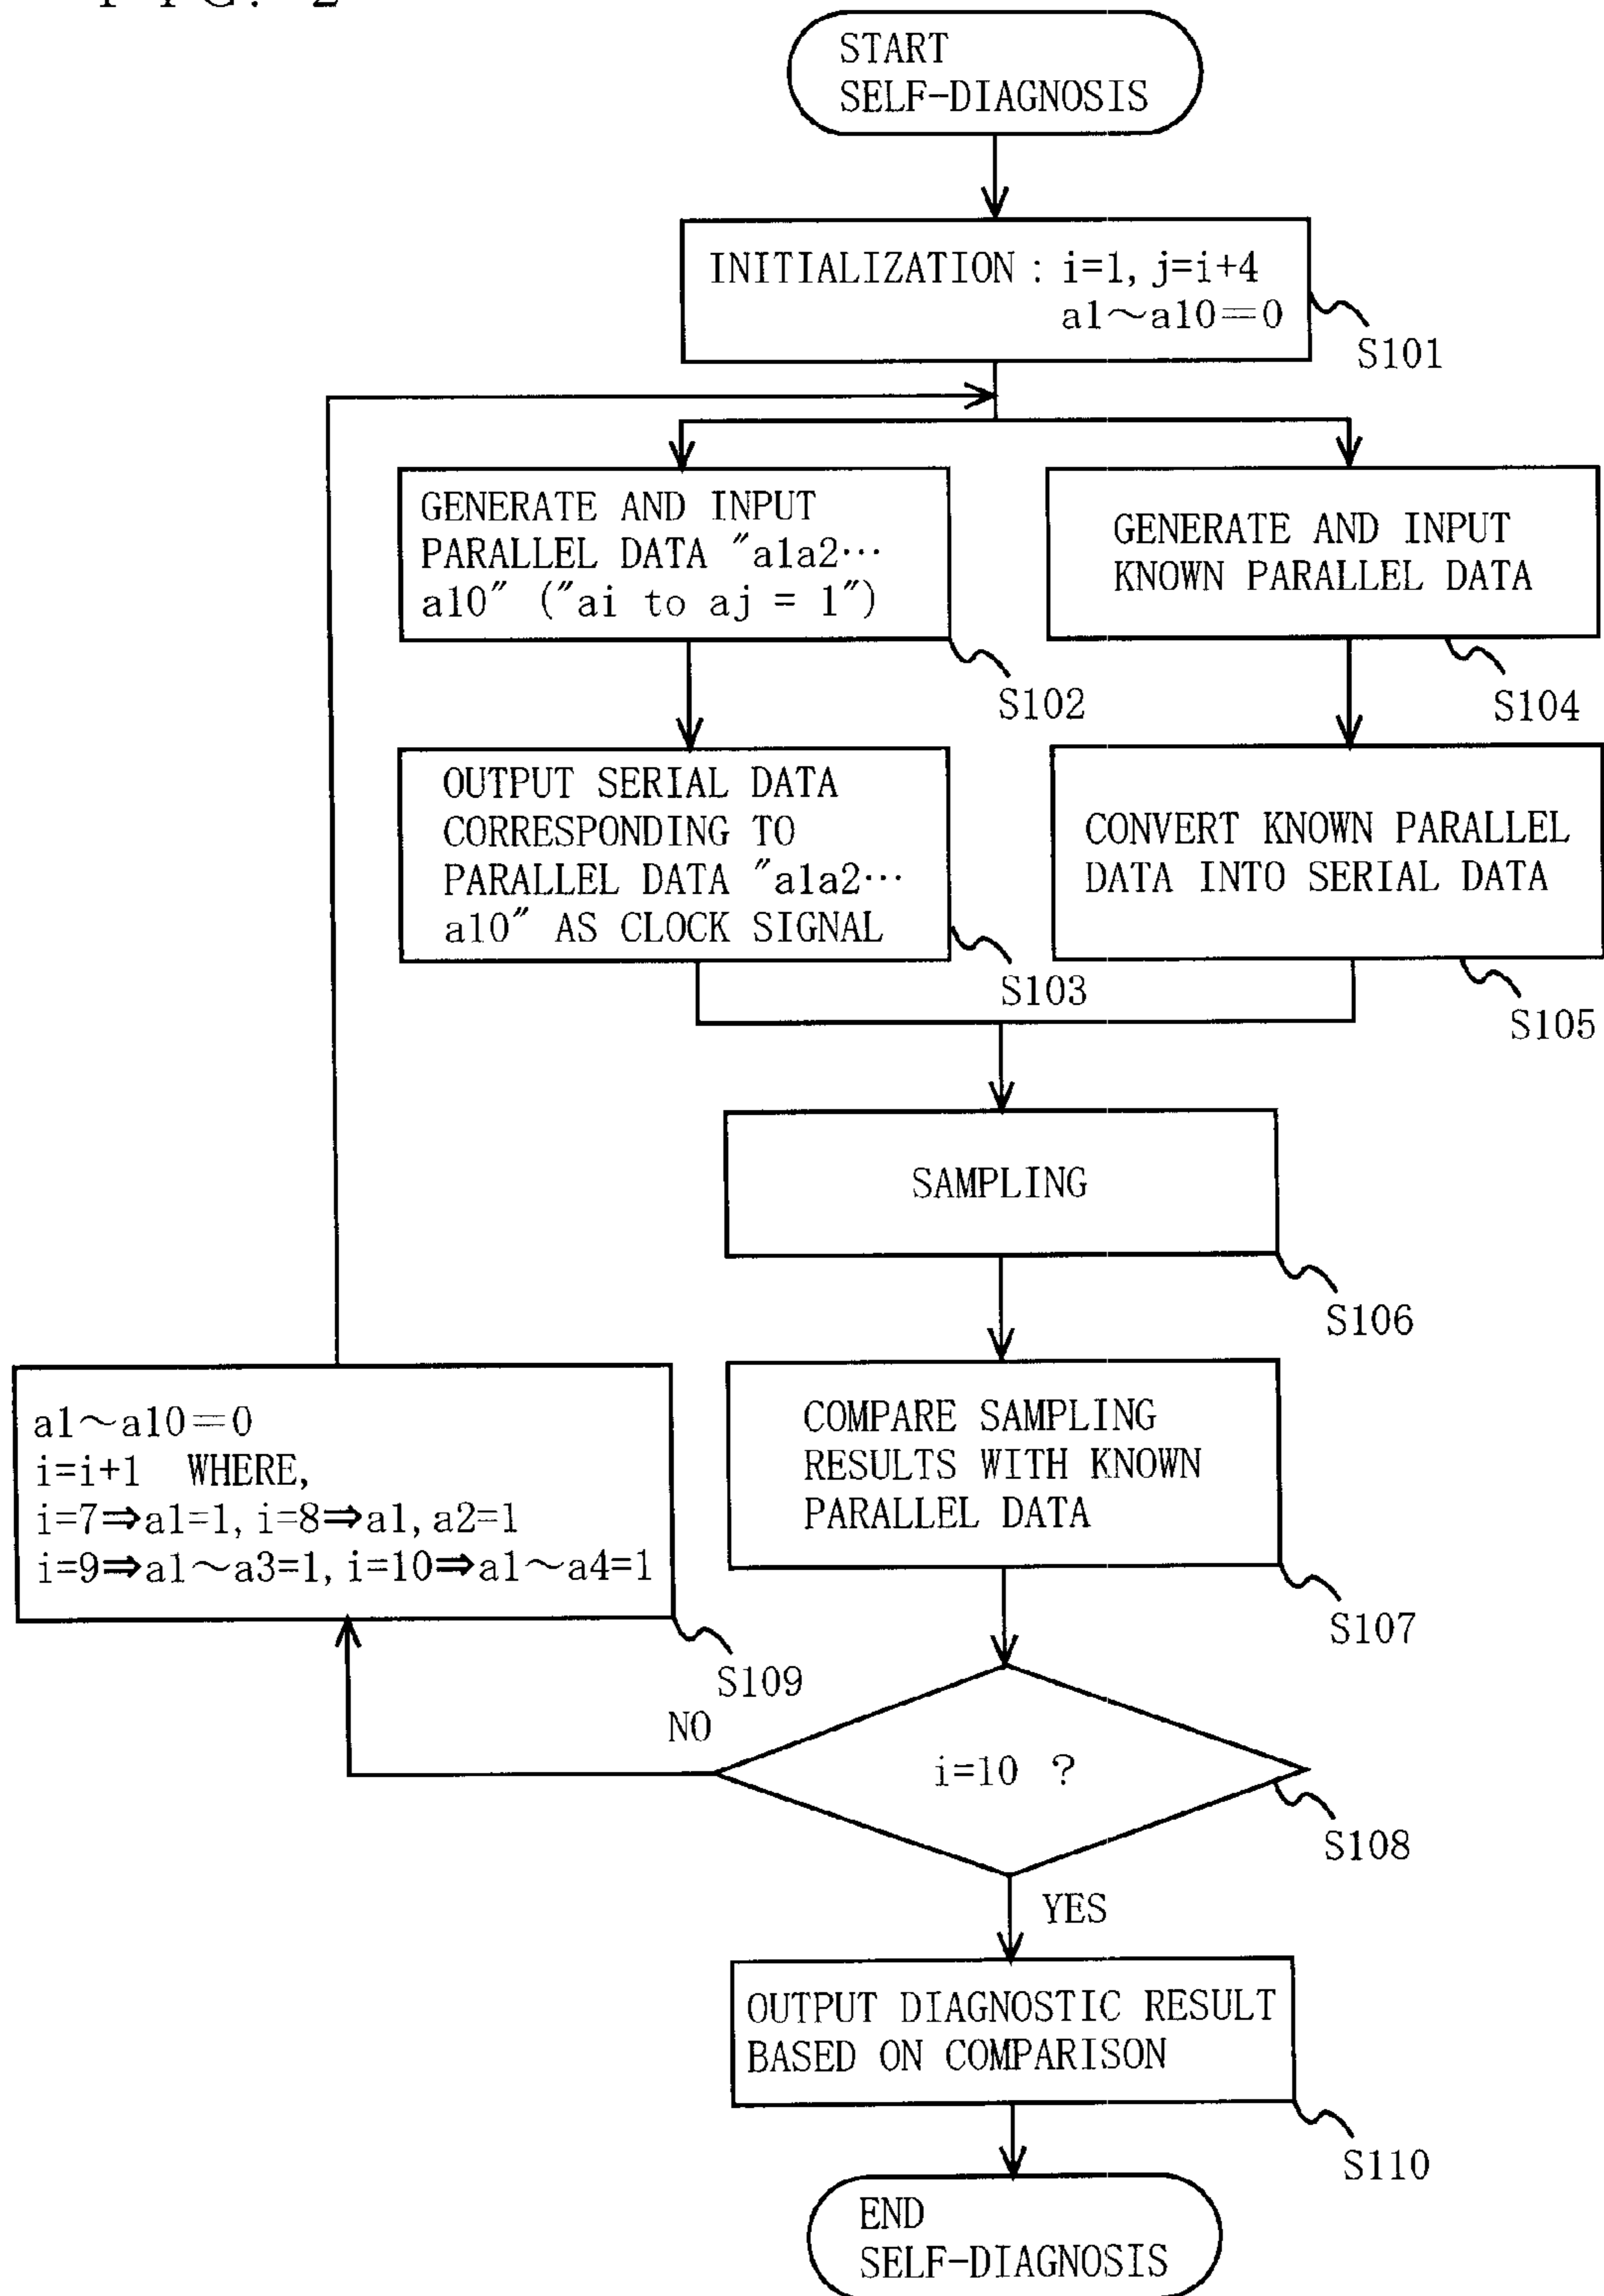 FIG. 2
START
SELF-DIAGNOSIS
INITIALIZATION : i=1, j=i+4
a1~a10=0
S101
GENERATE AND INPUT
PARALLEL DATA "a1a2···
a10" ("ai to aj = 1")
S102
GENERATE AND INPUT
KNOWN PARALLEL DATA
S104
OUTPUT SERIAL DATA
CORRESPONDING TO
PARALLEL DATA "a1a2···
a10" AS CLOCK SIGNAL
S103
CONVERT KNOWN PARALLEL
DATA INTO SERIAL DATA
S105
SAMPLING
S106
a1~a10=0
i=i+1 WHERE,
i=7⇒a1=1, i=8⇒a1, a2=1
i=9⇒a1~a3=1, i=10⇒a1~a4=1
S109
COMPARE SAMPLING
RESULTS WITH KNOWN
PARALLEL DATA
S107
NO
i=10 ?
S108
YES
OUTPUT DIAGNOSTIC RESULT
BASED ON COMPARISON
S110
END
SELF-DIAGNOSIS